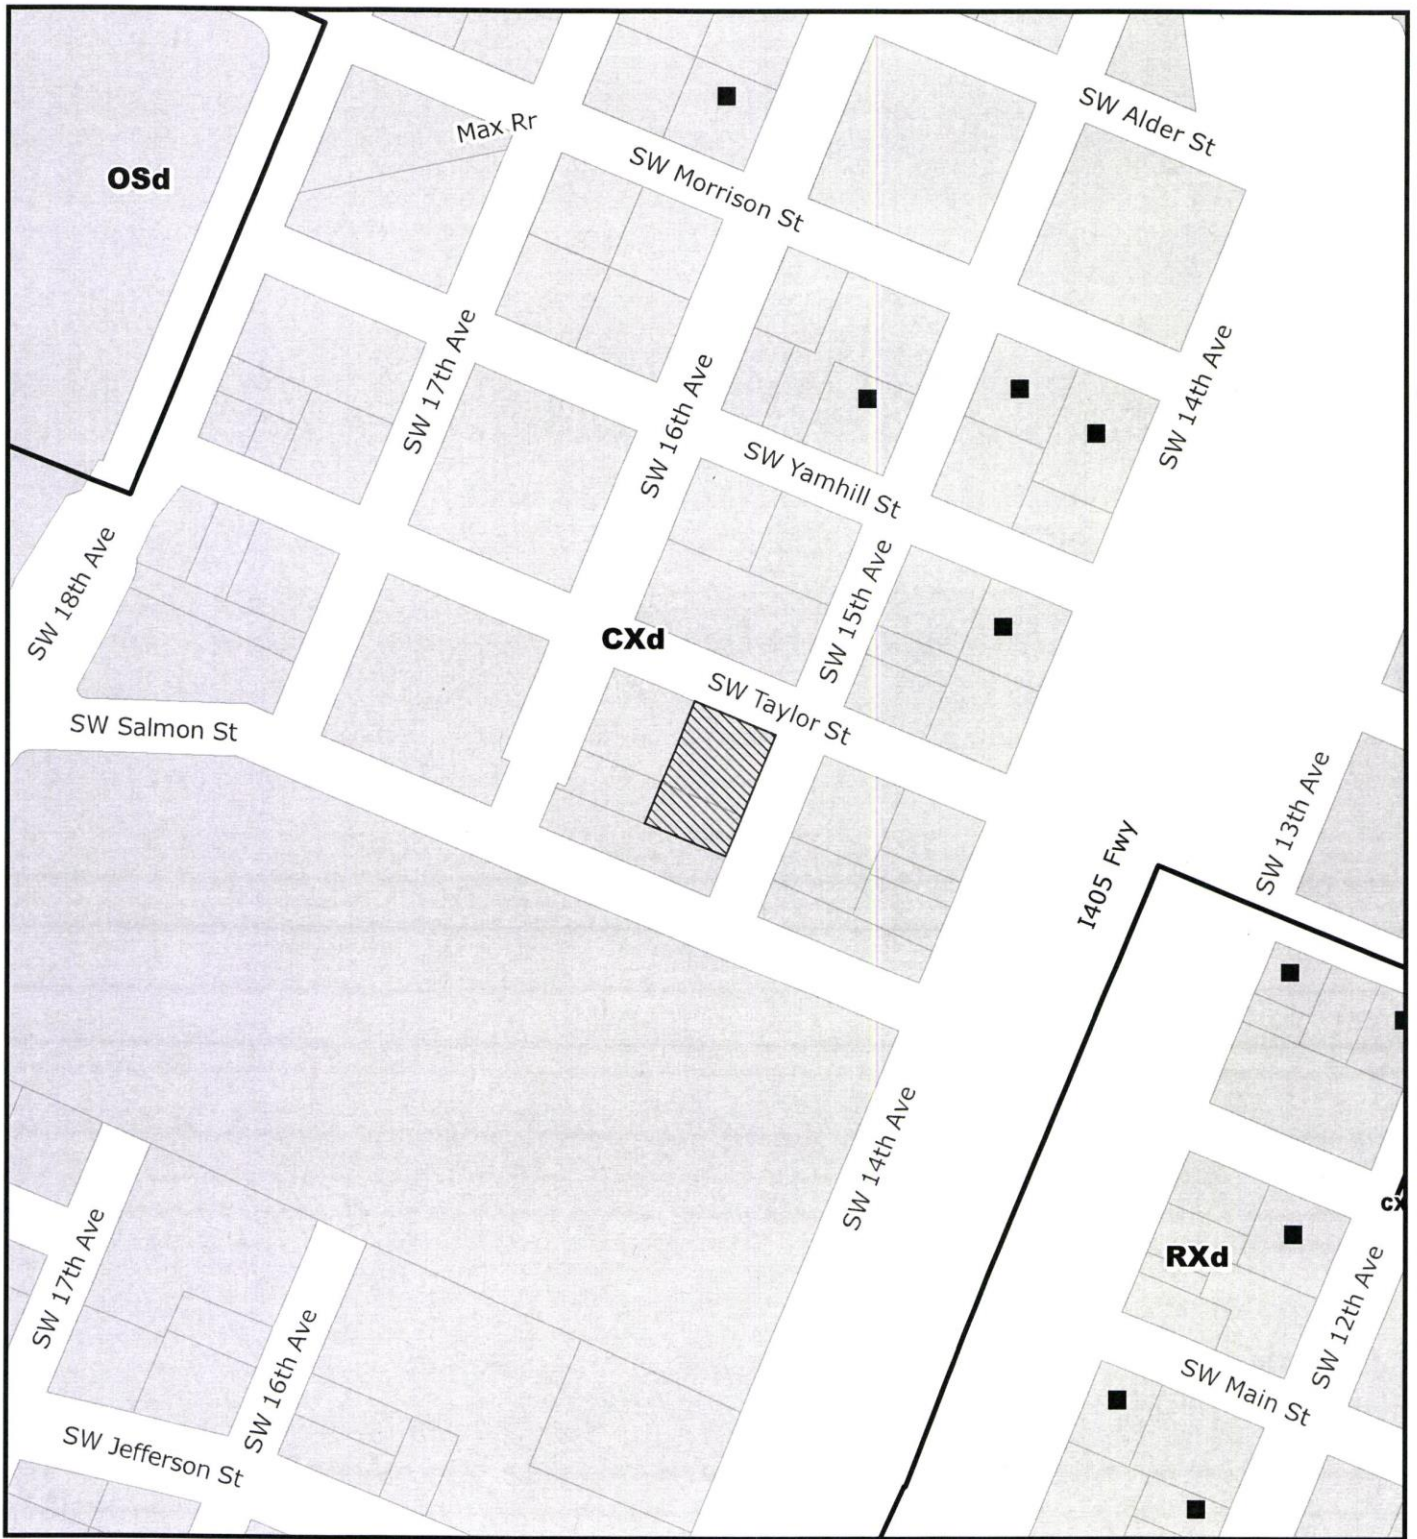 SW Alder St
Max Rr
SW Morrison St
OSd
SW 17th Ave
SW 16th Ave
SW 14th Ave
SW Yamhill St
SW 18th Ave
SW 15th Ave
CXd
SW Taylor St
SW Salmon St
SW 13th Ave
I405 Fwy
SW 14th Ave
cx
SW 17th Ave
RXd
SW 12th Ave
SW 16th Ave
SW Main St
SW Jefferson St